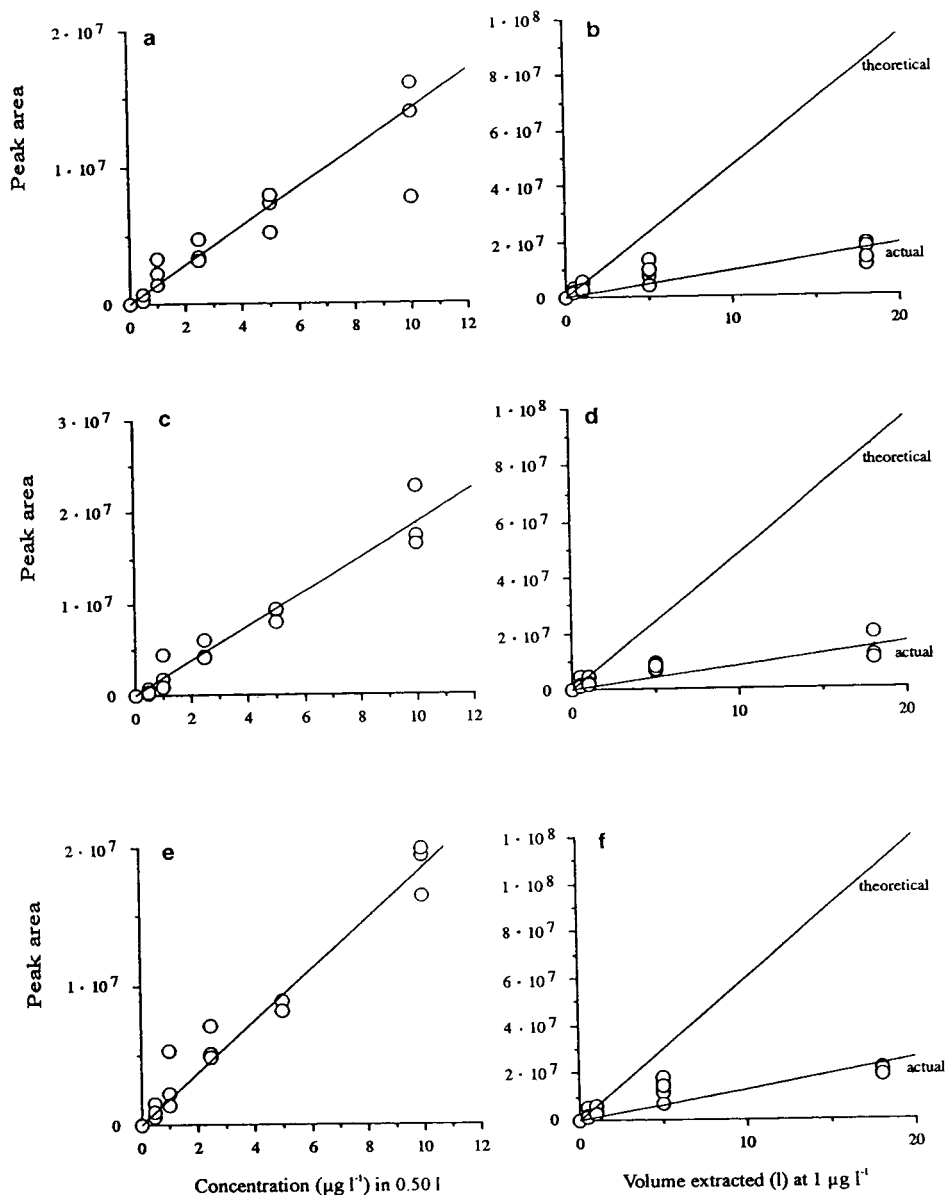 a
2 · 10⁷
1 · 10⁷
0
Peak area
0 2 4 6 8 10 12
b
1 · 10⁸
8 · 10⁷
6 · 10⁷
4 · 10⁷
2 · 10⁷
0
theoretical
actual
0 10 20
c
3 · 10⁷
2 · 10⁷
1 · 10⁷
0
Peak area
0 2 4 6 8 10 12
d
1 · 10⁸
8 · 10⁷
6 · 10⁷
4 · 10⁷
2 · 10⁷
0
theoretical
actual
0 10 20
e
2 · 10⁷
1 · 10⁷
0
Peak area
0 2 4 6 8 10 12
Concentration (µg l⁻¹) in 0.50 l
f
1 · 10⁸
1 · 10⁸
8 · 10⁷
6 · 10⁷
4 · 10⁷
2 · 10⁷
0
theoretical
actual
0 10 20
Volume extracted (l) at 1 µg l⁻¹